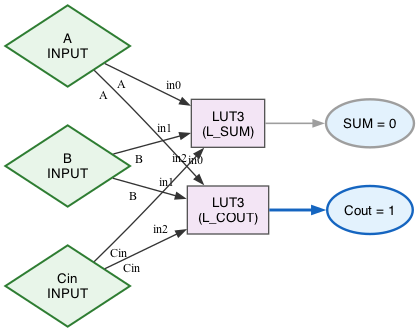 A
INPUT
A
A
in0
in1
LUT3
(L_SUM)
SUM = 0
B
INPUT
B
B
in2
in0
in1
LUT3
(L_COUT)
Cout = 1
in2
Cin
Cin
Cin
INPUT